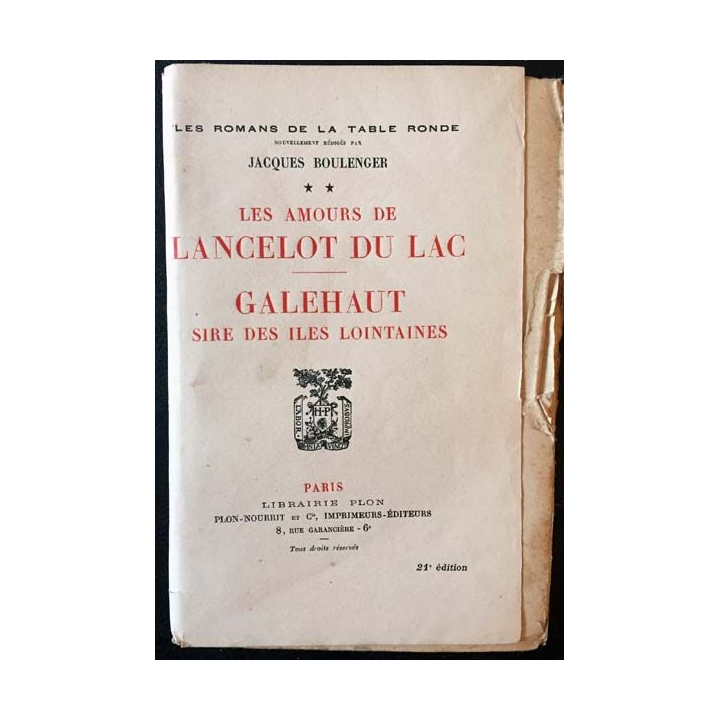 LES ROMANS DE LA TABLE RONDE
NOUVELLEMENT RÉDIGÉS PAR
JACQUES BOULENGER
★ ★
LES AMOURS DE
LANCELOT DU LAC
GALEHAUT
SIRE DES ILES LOINTAINES
LABOR
H-P
IMPROBVS
PARIS
LIBRAIRIE PLON
PLON-NOURRIT ET Cie, IMPRIMEURS-ÉDITEURS
8, RUE GARANCIÈRE - 6e
Tous droits réservés
21e édition